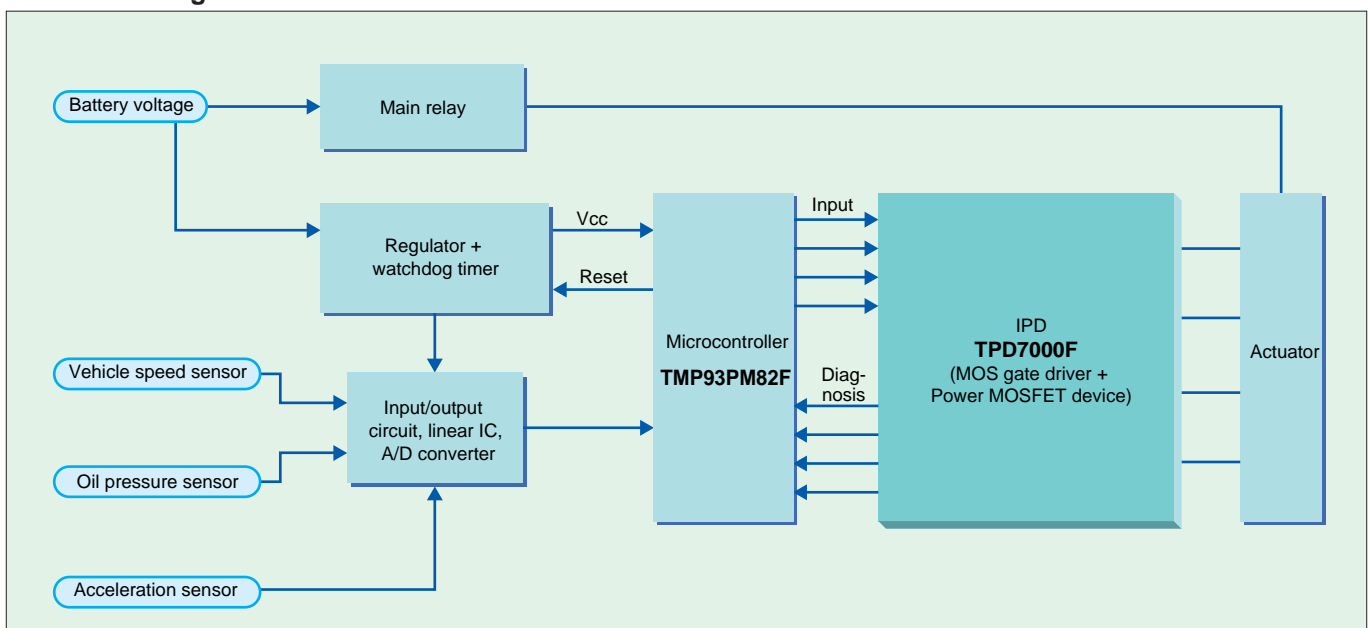 Battery voltage
Main relay
Regulator +
watchdog timer
Vcc
Reset
Vehicle speed sensor
Oil pressure sensor
Acceleration sensor
Input/output
circuit, linear IC,
A/D converter
Microcontroller
TMP93PM82F
Input
Diag-
nosis
IPD
TPD7000F
(MOS gate driver +
Power MOSFET device)
Actuator